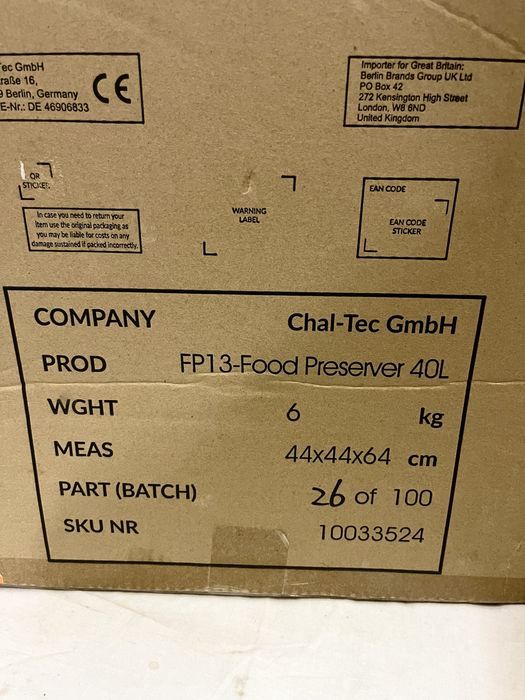 ec GmbH
raße 16,
9 Berlin, Germany
E-Nr.: DE 46906833
CE
Importer for Great Britain:
Berlin Brands Group UK Ltd
PO Box 42
272 Kensington High Street
London, W8 6ND
United Kingdom
OR
STICKER
In case you need to return your
item use the original packaging as
you may be liable for costs on any
damage sustained if packed incorrectly.
WARNING
LABEL
EAN CODE
EAN CODE
STICKER
COMPANY Chal-Tec GmbH
PROD FP13-Food Preserver 40L
WGHT 6 kg
MEAS 44x44x64 cm
PART (BATCH) 26 of 100
SKU NR 10033524